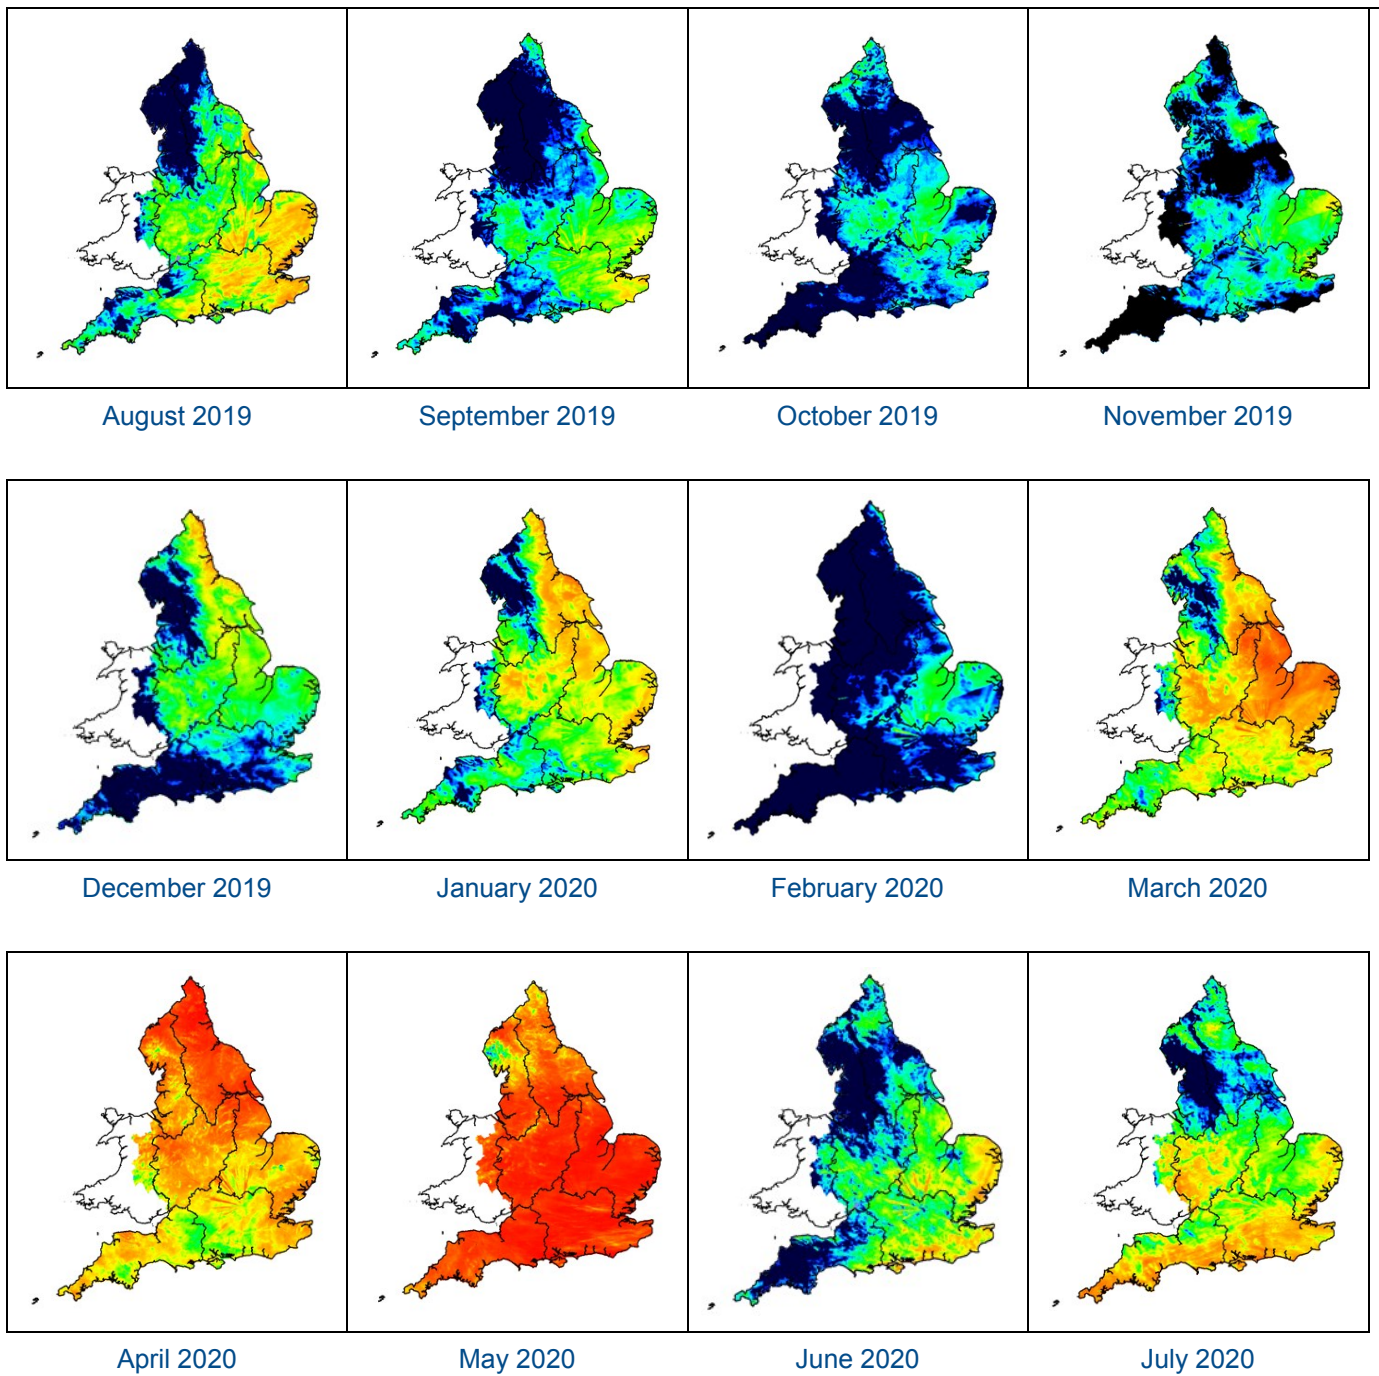 August 2019
September 2019
October 2019
November 2019
December 2019
January 2020
February 2020
March 2020
April 2020
May 2020
June 2020
July 2020